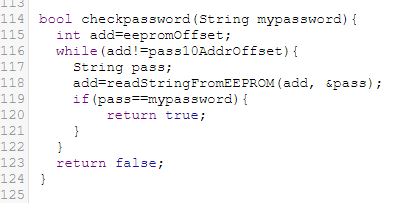 113
114 bool checkpassword(String mypassword){
115   int add=eepromOffset;
116   while(add!=pass10AddrOffset){
117     String pass;
118     add=readStringFromEEPROM(add, &pass);
119     if(pass==mypassword){
120         return true;
121     }
122   }
123   return false;
124 }
125